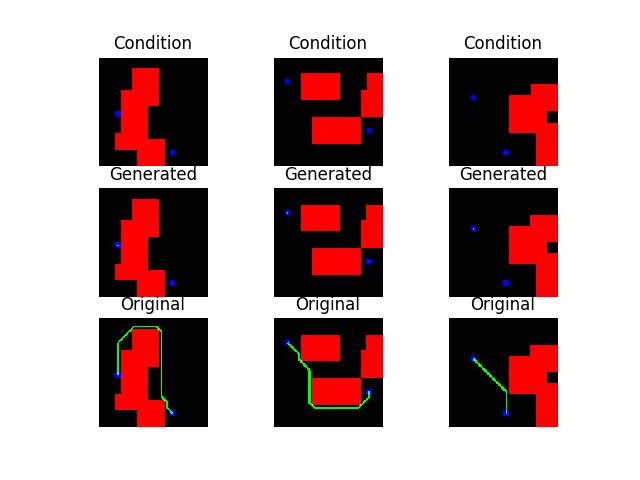 Condition Condition Condition
Generated Generated Generated
Original Original Original